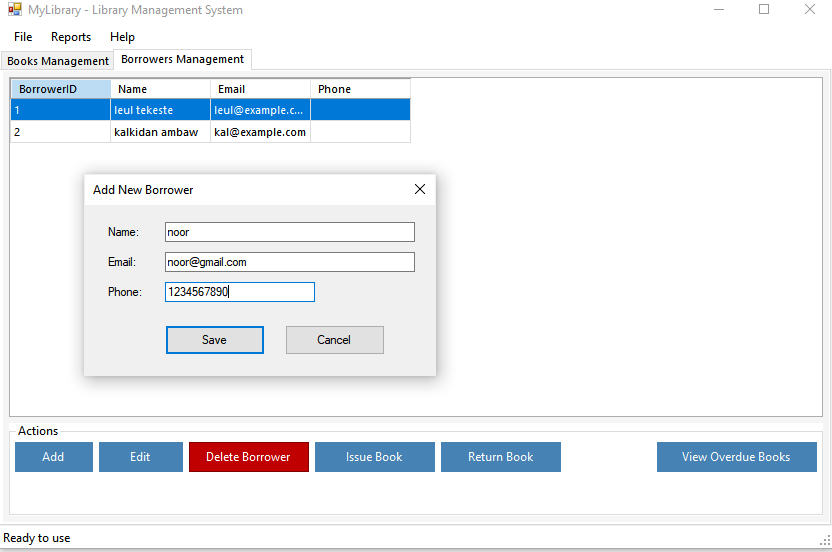 MyLibrary - Library Management System
File Reports Help
Books Management Borrowers Management
BorrowerID Name Email Phone
1 leul tekeste leul@example.c...
2 kalkidan ambaw kal@example.com
Add New Borrower
Name: noor
Email: noor@gmail.com
Phone: 1234567890
Save Cancel
Actions
Add Edit Delete Borrower Issue Book Return Book View Overdue Books
Ready to use